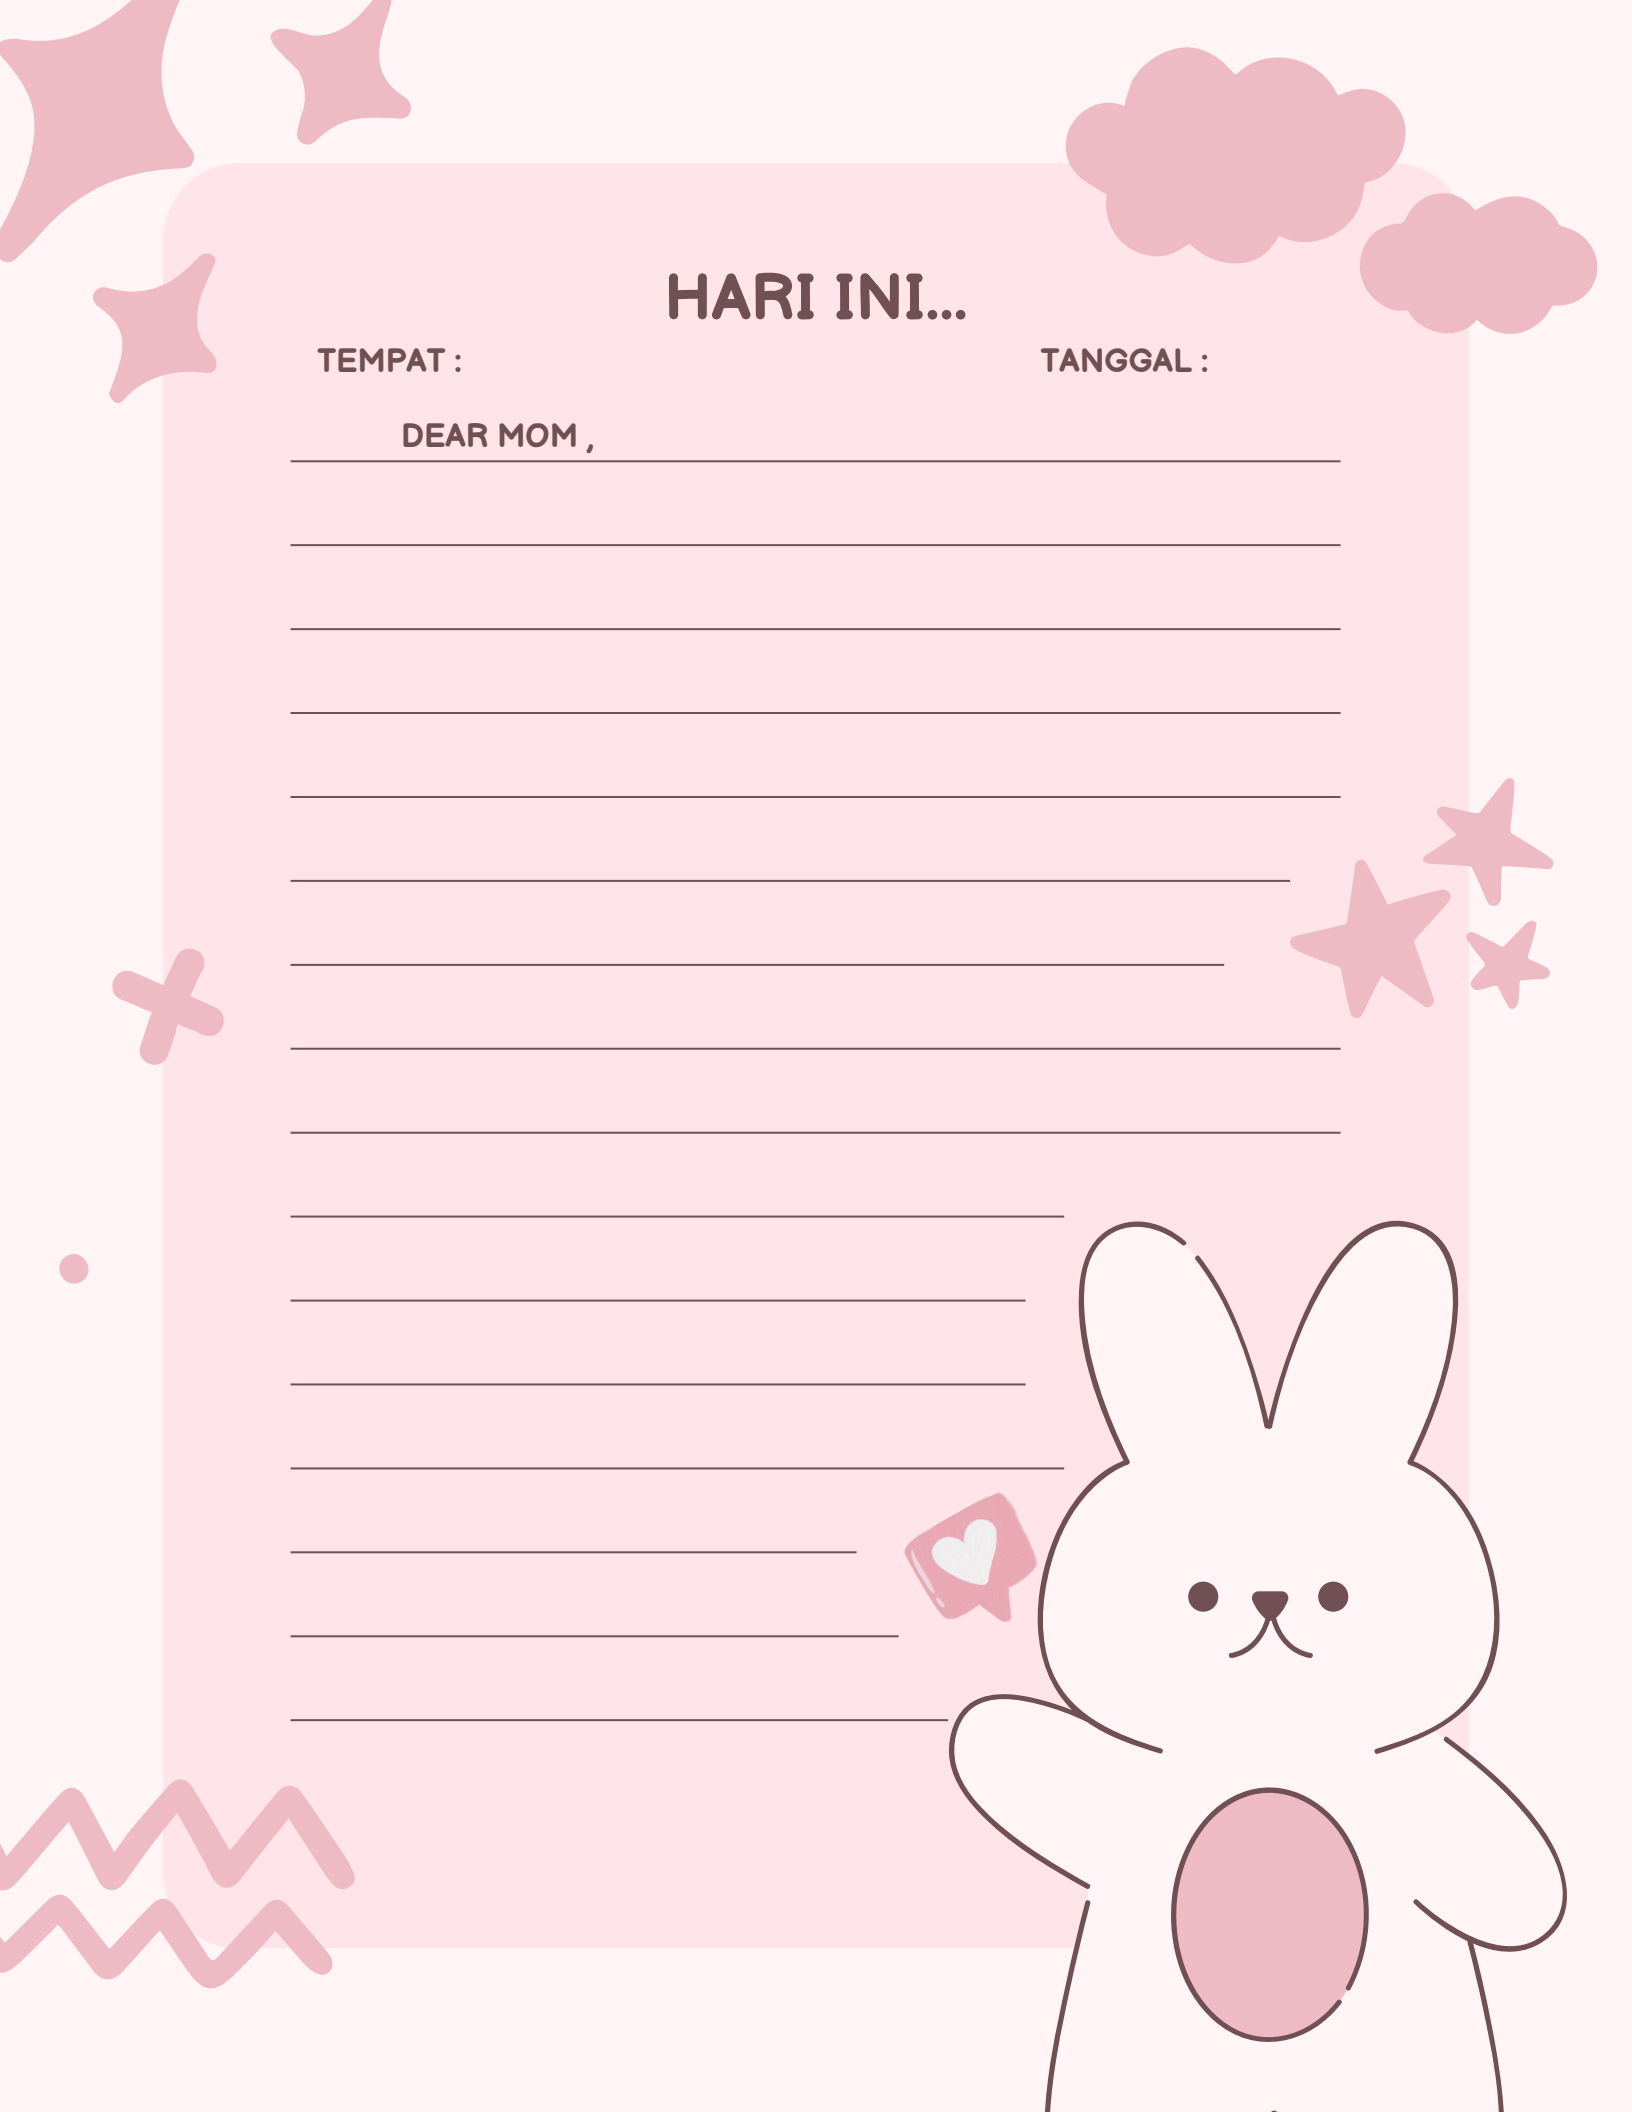 HARI INI...
TEMPAT : TANGGAL :
DEAR MOM ,